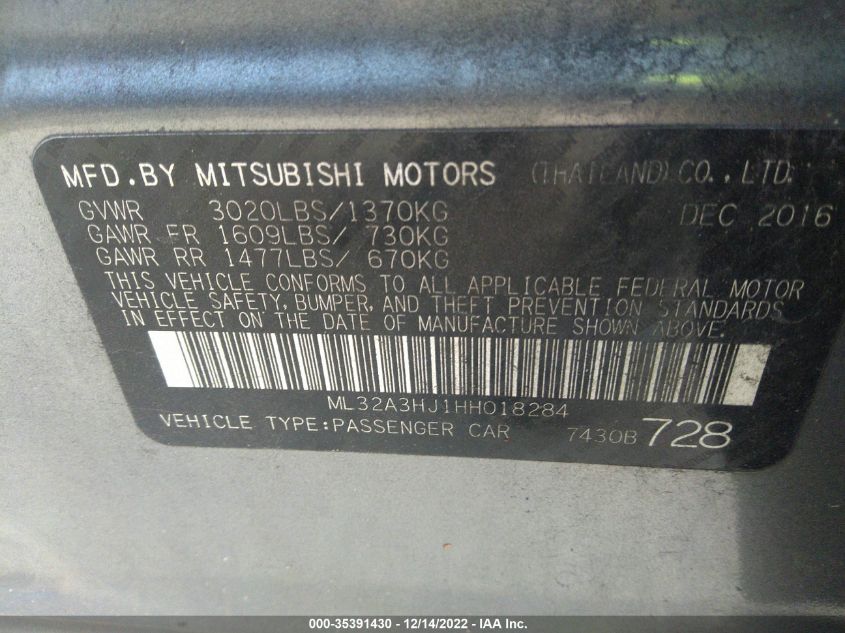 MFD.BY MITSUBISHI MOTORS (THAILAND) CO., LTD.
GVWR 3020LBS/1370KG DEC 2016
GAWR FR 1609LBS/ 730KG
GAWR RR 1477LBS/ 670KG
THIS VEHICLE CONFORMS TO ALL APPLICABLE FEDERAL MOTOR
VEHICLE SAFETY, BUMPER, AND THEFT PREVENTION STANDARDS
IN EFFECT ON THE DATE OF MANUFACTURE SHOWN ABOVE.
ML32A3HJ1HH018284
VEHICLE TYPE:PASSENGER CAR 7430B 728
000-35391430 - 12/14/2022 - IAA Inc.